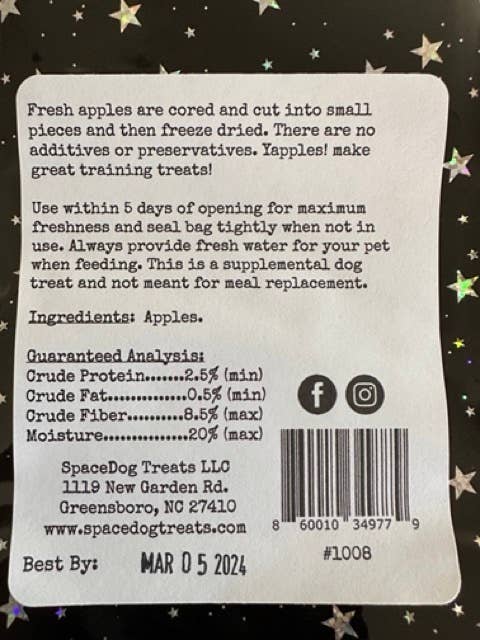 Fresh apples are cored and cut into small
pieces and then freeze dried. There are no
additives or preservatives. Yapples! make
great training treats!
Use within 5 days of opening for maximum
freshness and seal bag tightly when not in
use. Always provide fresh water for your pet
when feeding. This is a supplemental dog
treat and not meant for meal replacement.
Ingredients: Apples.
Guaranteed Analysis:
Crude Protein.......2.5% (min)
Crude Fat..............0.5% (min)
Crude Fiber..........8.5% (max)
Moisture...............20% (max)
SpaceDog Treats LLC
1119 New Garden Rd.
Greensboro, NC 27410
www.spacedogtreats.com
8 60010 34977 9
#1008
Best By: MAR 05 2024